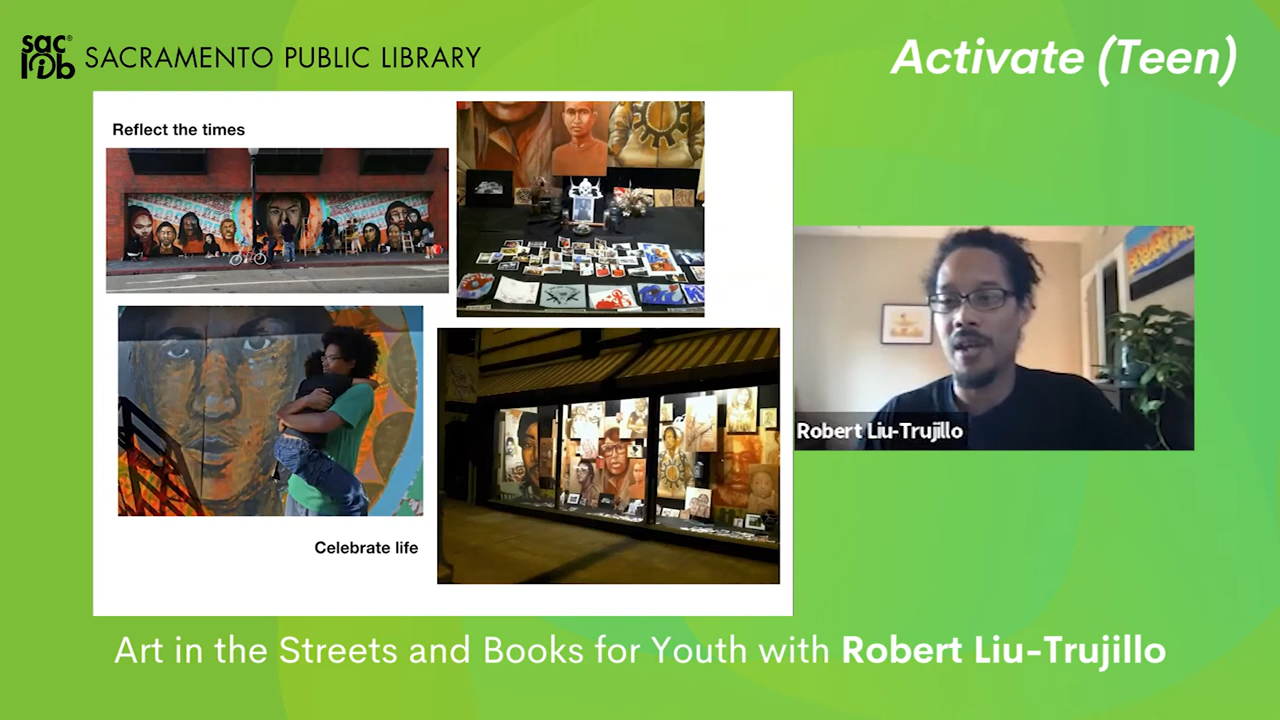 sac
lib
SACRAMENTO PUBLIC LIBRARY
Activate (Teen)
Reflect the times
Celebrate life
Robert Liu-Trujillo
Art in the Streets and Books for Youth with Robert Liu-Trujillo